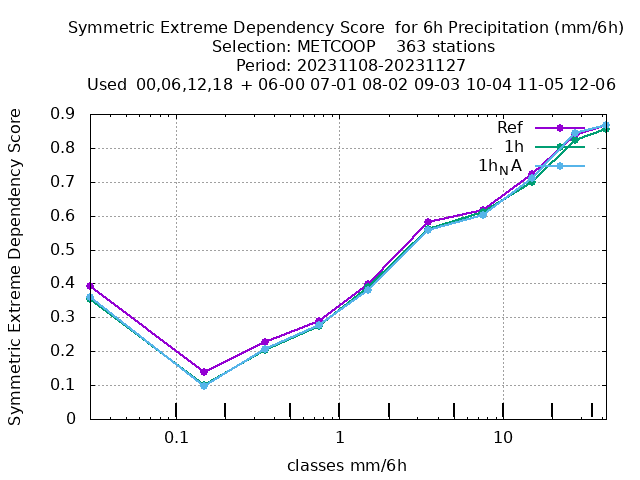 Symmetric Extreme Dependency Score  for 6h Precipitation (mm/6h)
Selection: METCOOP    363 stations
Period: 20231108-20231127
Used  00,06,12,18  + 06-00 07-01 08-02 09-03 10-04 11-05 12-06
Symmetric Extreme Dependency Score
0.9
0.8
0.7
0.6
0.5
0.4
0.3
0.2
0.1
0
Ref
1h
1hNA
0.1 1 10
classes mm/6h